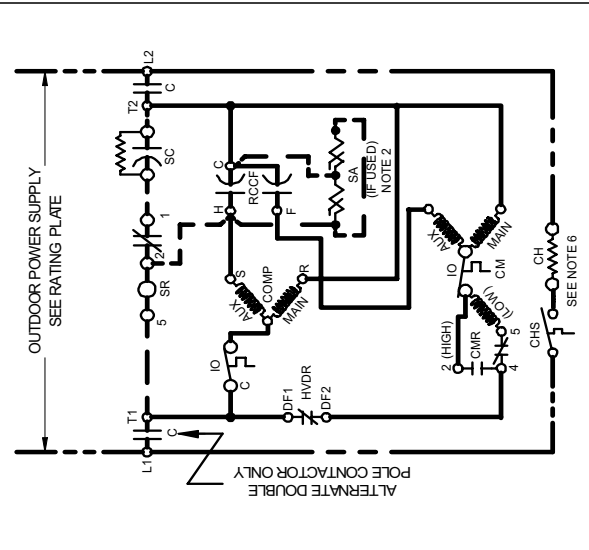 OUTDOOR POWER SUPPLY
SEE RATING PLATE
L2
C
T2
SC
1
2
SR
5
T1
C
L1
ALTERNATE DOUBLE
POLE CONTACTOR ONLY
C
RCCF
H
F
SA
(IF USED)
NOTE 2
S
COMP
R
AUX
MAIN
IO
C
DF1
HVDR
DF2
AUX
MAIN
IO
CM
(LOW)
2 (HIGH)
CMR
5
4
CH
SEE NOTE 6
CHS